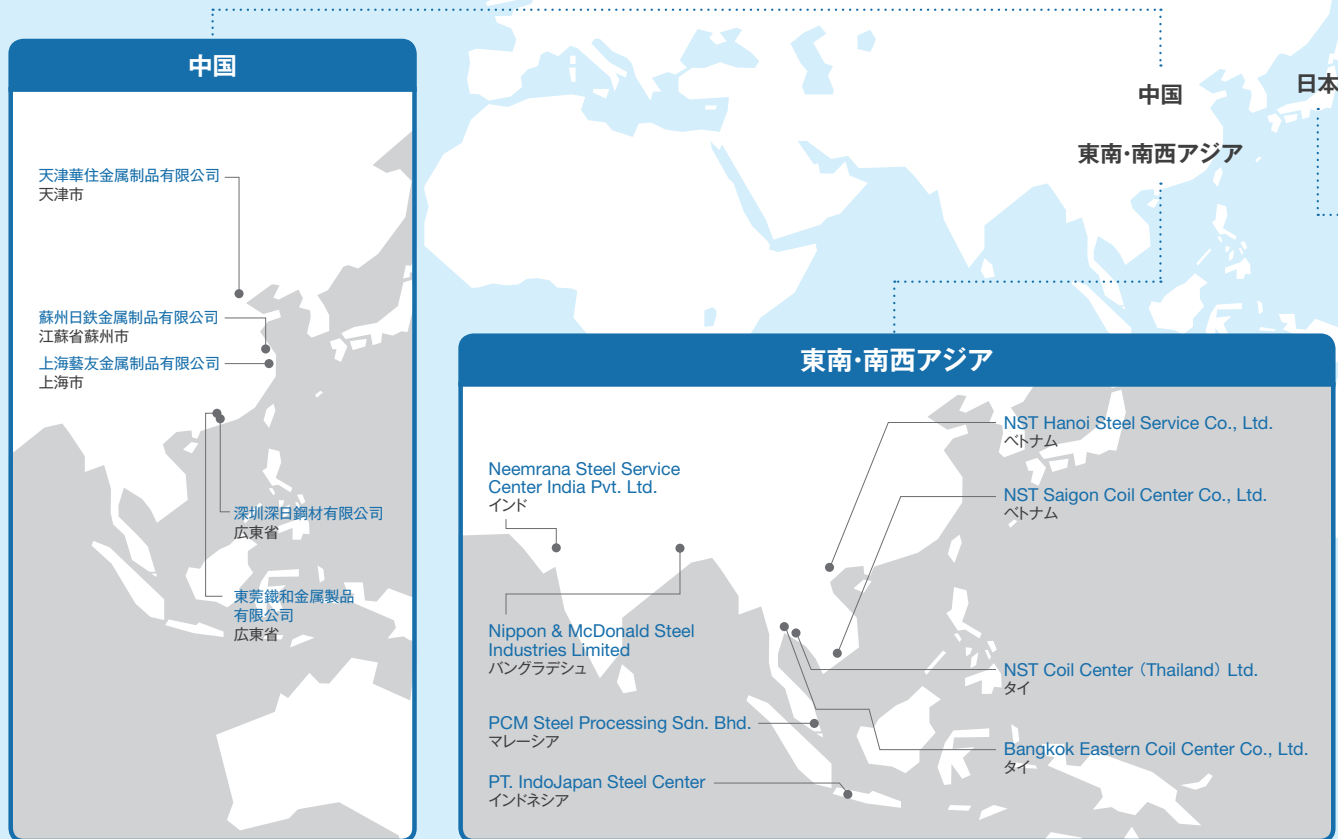 中国
天津華住金属制品有限公司
天津市
蘇州日鉄金属制品有限公司
江蘇省蘇州市
上海藝友金属制品有限公司
上海市
深圳深日鋼材有限公司
広東省
東莞鐵和金属製品
有限公司
広東省
中国
東南・南西アジア
日本
東南・南西アジア
Neemrana Steel Service
Center India Pvt. Ltd.
インド
Nippon & McDonald Steel
Industries Limited
バングラデシュ
PCM Steel Processing Sdn. Bhd.
マレーシア
PT. IndoJapan Steel Center
インドネシア
NST Hanoi Steel Service Co., Ltd.
ベトナム
NST Saigon Coil Center Co., Ltd.
ベトナム
NST Coil Center（Thailand）Ltd.
タイ
Bangkok Eastern Coil Center Co., Ltd.
タイ